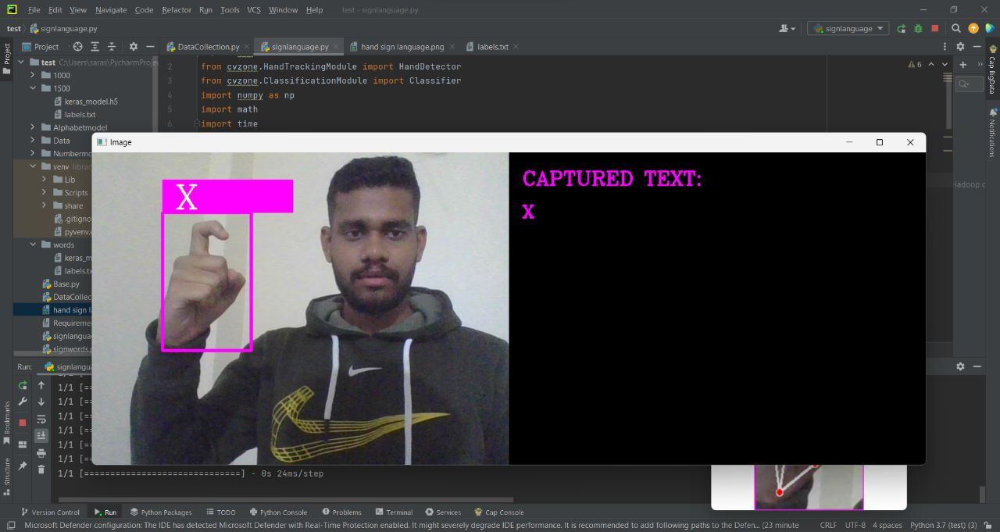 File Edit View Navigate Code Refactor Run Tools VCS Window Help test - signlanguage.py
test signlanguage.py
signlanguage
Project
DataCollection.py
signlanguage.py
hand sign language.png
labels.txt
Project
test C:\Users\saras\PycharmProje
1000
1500
keras_model.h5
labels.txt
Alphabetmodel
Data
Numbermo
venv library
Lib
Scripts
share
.gitigno
pyvenv.c
words
keras_m
labels.t
Base.py
DataCollec
hand sign l
Requireme
signlangua
signwords.p
2 from cvzone.HandTrackingModule import HandDetector
3 from cvzone.ClassificationModule import Classifier
4 import numpy as np
5 import math
6 import time
6
Cap BigData
Notifications
Hadoop c
Image
X
CAPTURED TEXT:
X
Run: signlangua
1/1 [==
1/1 [==
1/1 [==
1/1 [==
1/1 [==
1/1 [==
1/1 [==============================] - 0s 24ms/step
Bookmarks
Structure
Version Control Run Python Packages TODO Python Console Problems Terminal Services Cap Console
Microsoft Defender configuration: The IDE has detected Microsoft Defender with Real-Time Protection enabled. It might severely degrade IDE performance. It is recommended to add following paths to the Defen... (23 minute CRLF UTF-8 4 spaces Python 3.7 (test) (3)